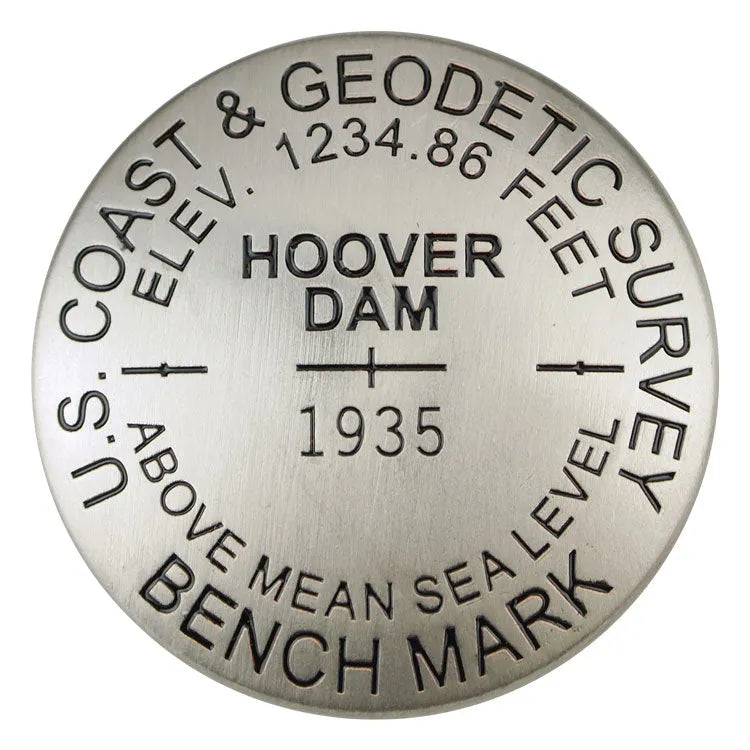 U.S. COAST & GEODETIC SURVEY
ELEV. 1234.86 FEET
HOOVER
DAM
1935
ABOVE MEAN SEA LEVEL
BENCH MARK